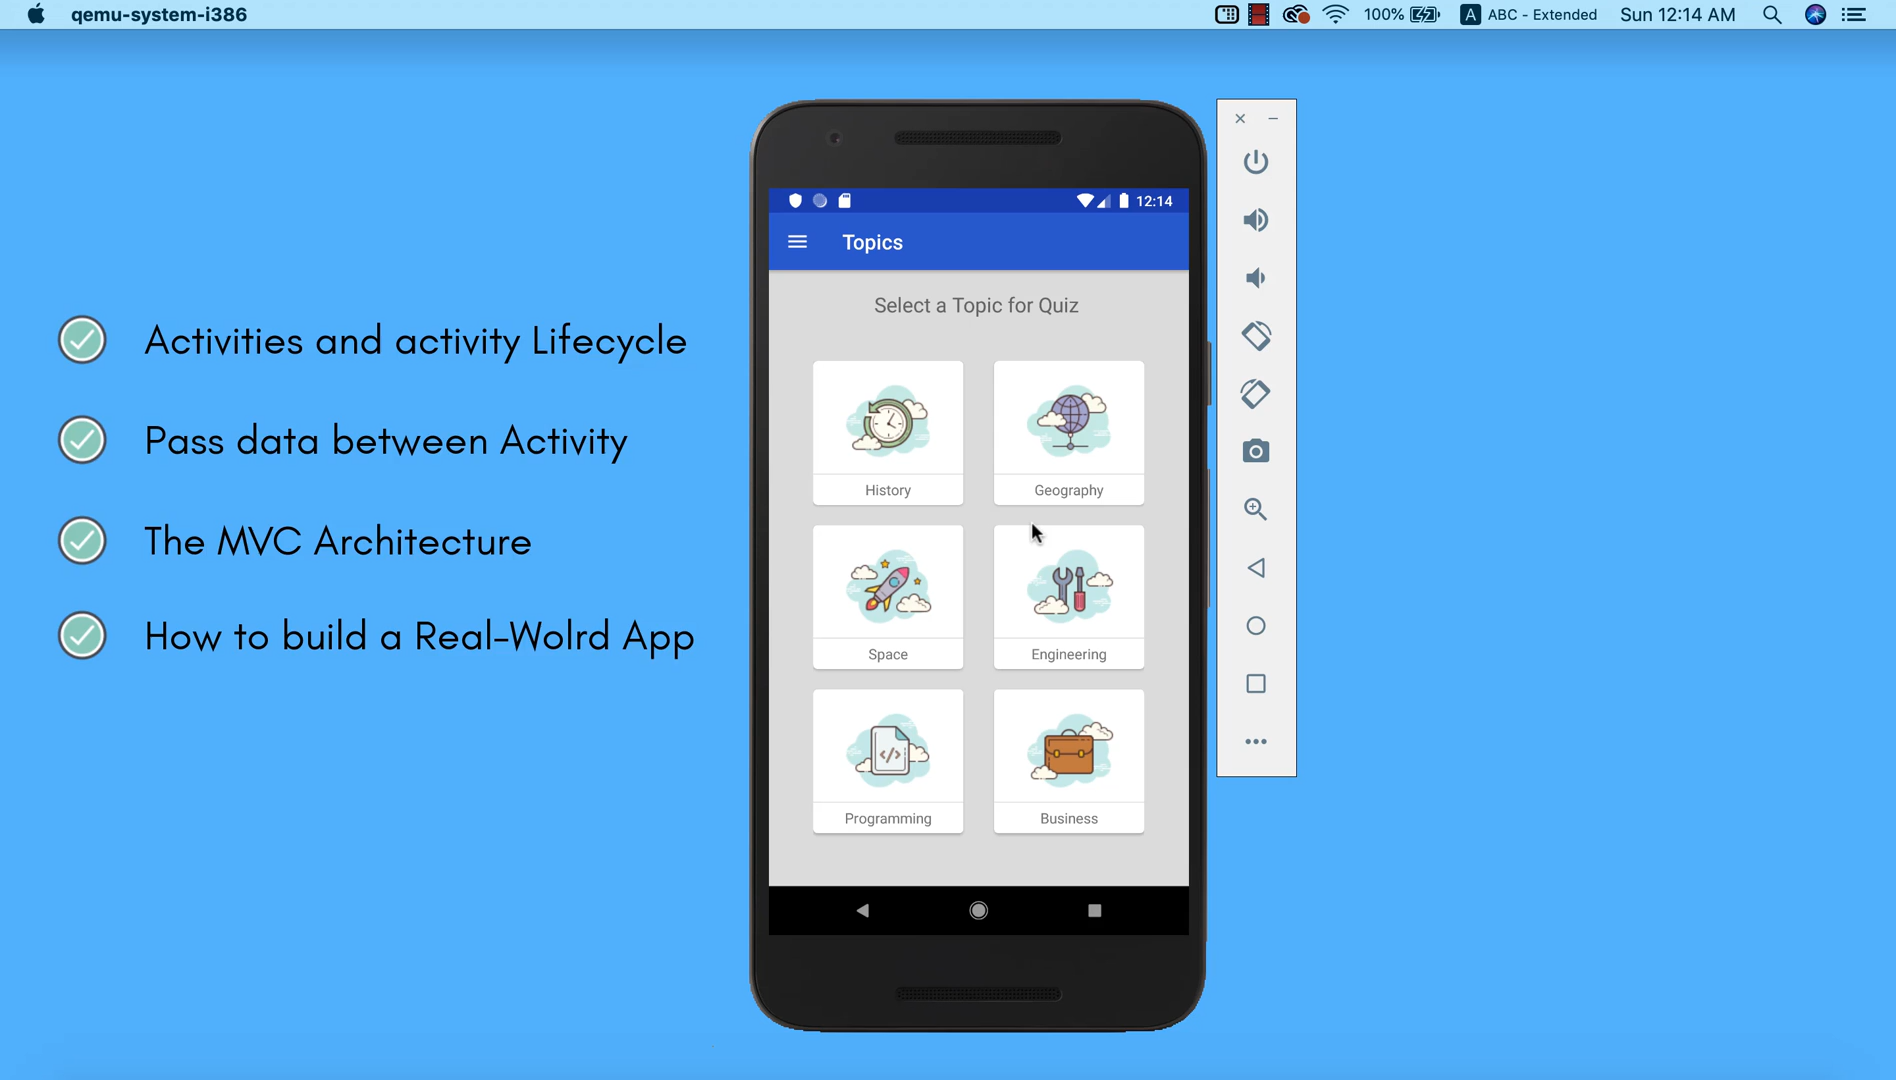 qemu-system-i386
100%
A ABC - Extended
Sun 12:14 AM
Activities and activity Lifecycle
Pass data between Activity
The MVC Architecture
How to build a Real-Wolrd App
12:14
Topics
Select a Topic for Quiz
History
Geography
Space
Engineering
</>
Programming
Business